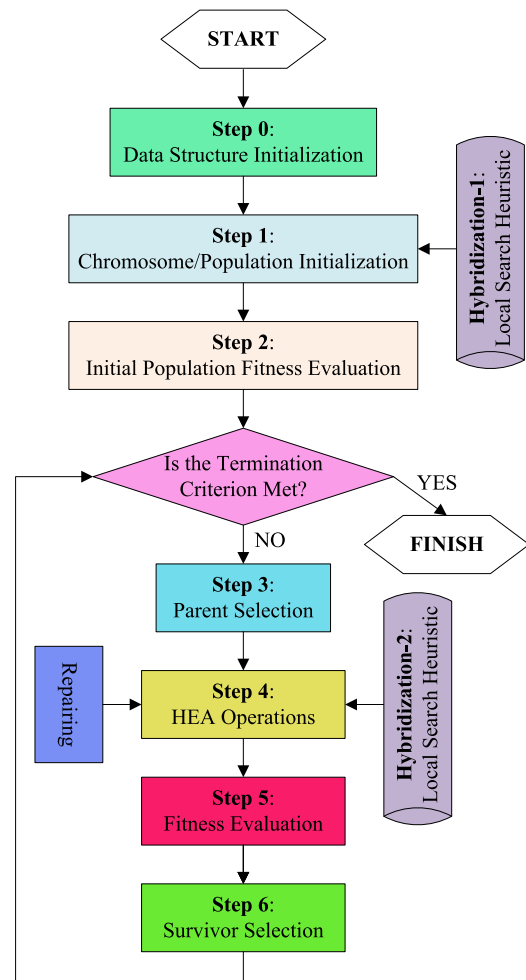 START
Step 0:
Data Structure Initialization
Step 1:
Chromosome/Population Initialization
Hybridization-1:
Local Search Heuristic
Step 2:
Initial Population Fitness Evaluation
Is the Termination
Criterion Met?
YES
FINISH
NO
Step 3:
Parent Selection
Repairing
Step 4:
HEA Operations
Hybridization-2:
Local Search Heuristic
Step 5:
Fitness Evaluation
Step 6:
Survivor Selection